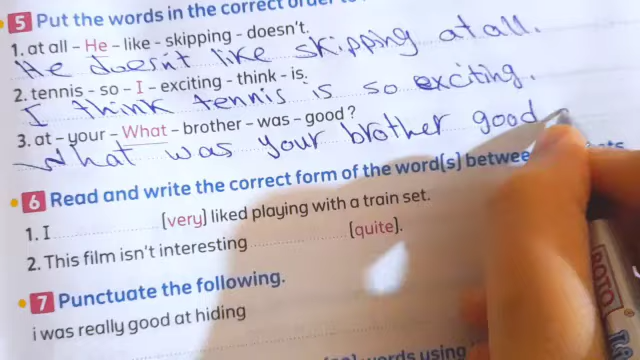 5 Put the words in the correct order to
1. at all – He – like – skipping – doesn't.
He doesn't like skipping at all.
2. tennis – so – I – exciting – think – is.
I think tennis is so exciting.
3. at – your – What – brother – was – good?
What was your brother good
6 Read and write the correct form of the word(s) betwee
1. I [very] liked playing with a train set.
2. This film isn't interesting [quite].
7 Punctuate the following.
i was really good at hiding
words using
ROTO